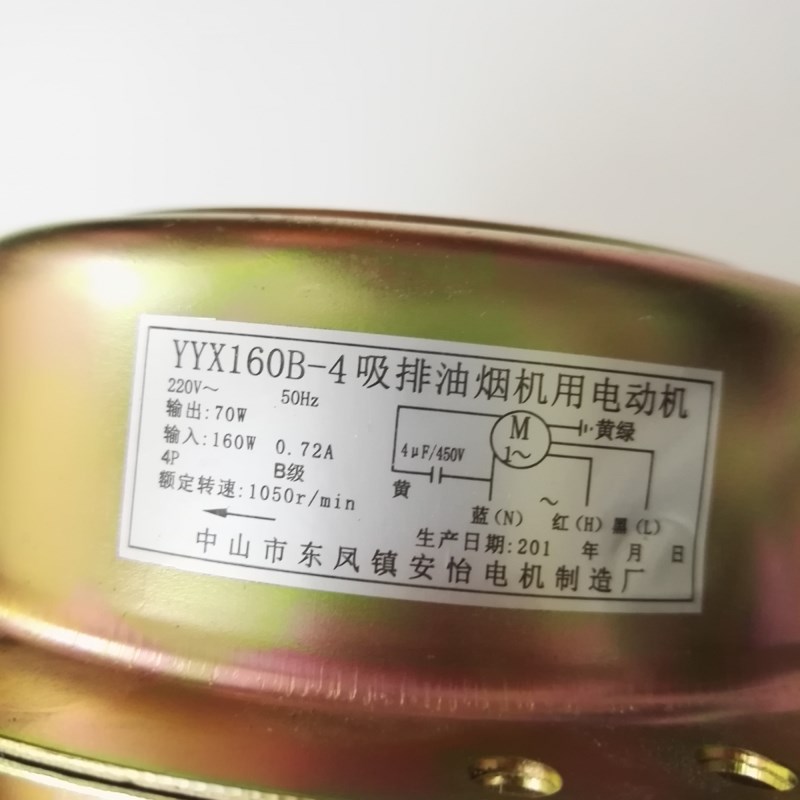 YYX160B-4吸排油烟机用电动机
220V～ 50Hz
输出:70W
输入:160W 0.72A
4P B级
额定转速:1050r/min
M
1～
黄绿
4μF/450V
黄
～
蓝(N) 红(H) 黑(L)
生产日期:201 年 月 日
中山市东凤镇安怡电机制造厂